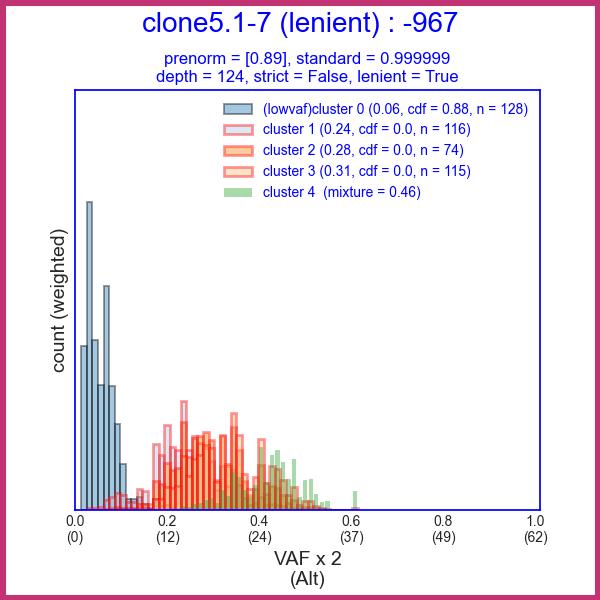 clone5.1-7 (lenient) : -967
prenorm = [0.89], standard = 0.999999
depth = 124, strict = False, lenient = True
(lowvaf)cluster 0 (0.06, cdf = 0.88, n = 128)
cluster 1 (0.24, cdf = 0.0, n = 116)
cluster 2 (0.28, cdf = 0.0, n = 74)
cluster 3 (0.31, cdf = 0.0, n = 115)
cluster 4 (mixture = 0.46)
count (weighted)
0.0 0.2 0.4 0.6 0.8 1.0
(0) (12) (24) (37) (49) (62)
VAF x 2
(Alt)